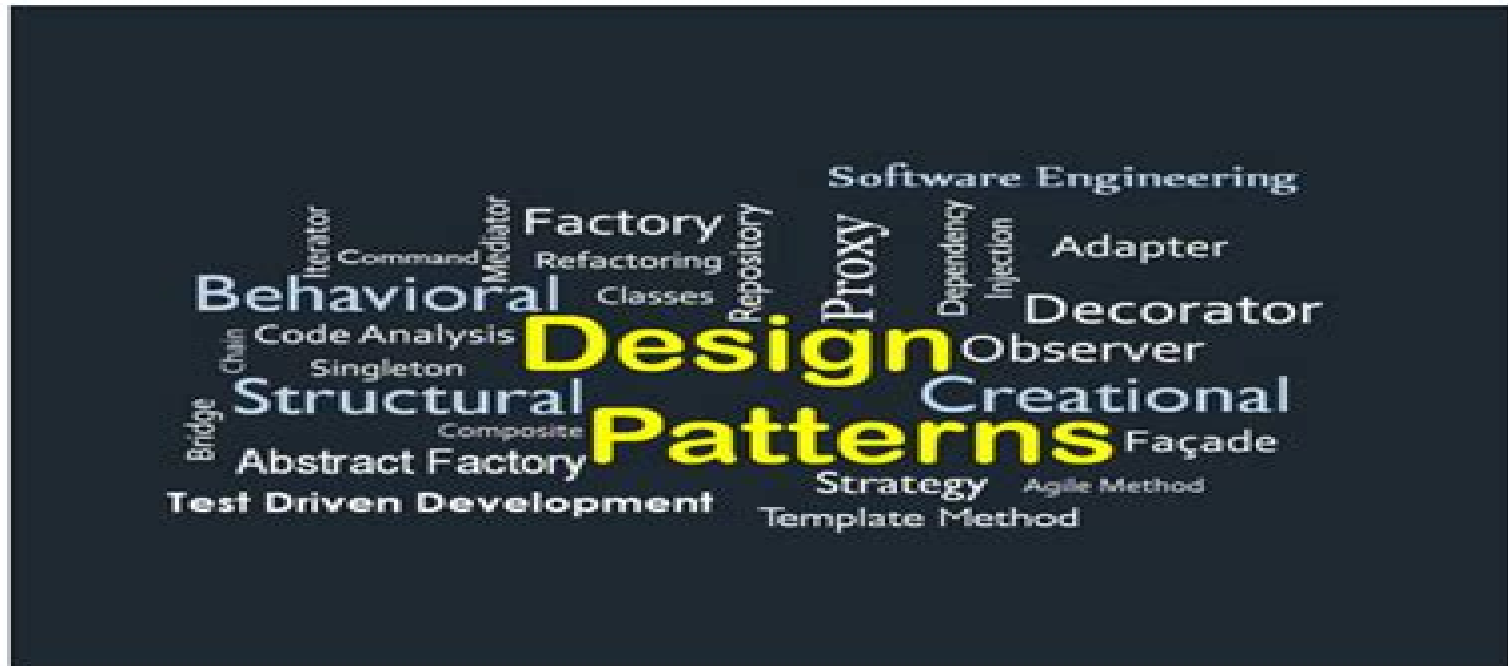 Software Engineering
Iterator
Command
Mediator
Factory
Refactoring
Repository
Proxy
Dependency
Injection
Adapter
Behavioral
Classes
Decorator
Chain
Code Analysis
Design
Observer
Singleton
Structural
Creational
Bridge
Composite
Patterns
Façade
Abstract Factory
Strategy
Agile Method
Test Driven Development
Template Method